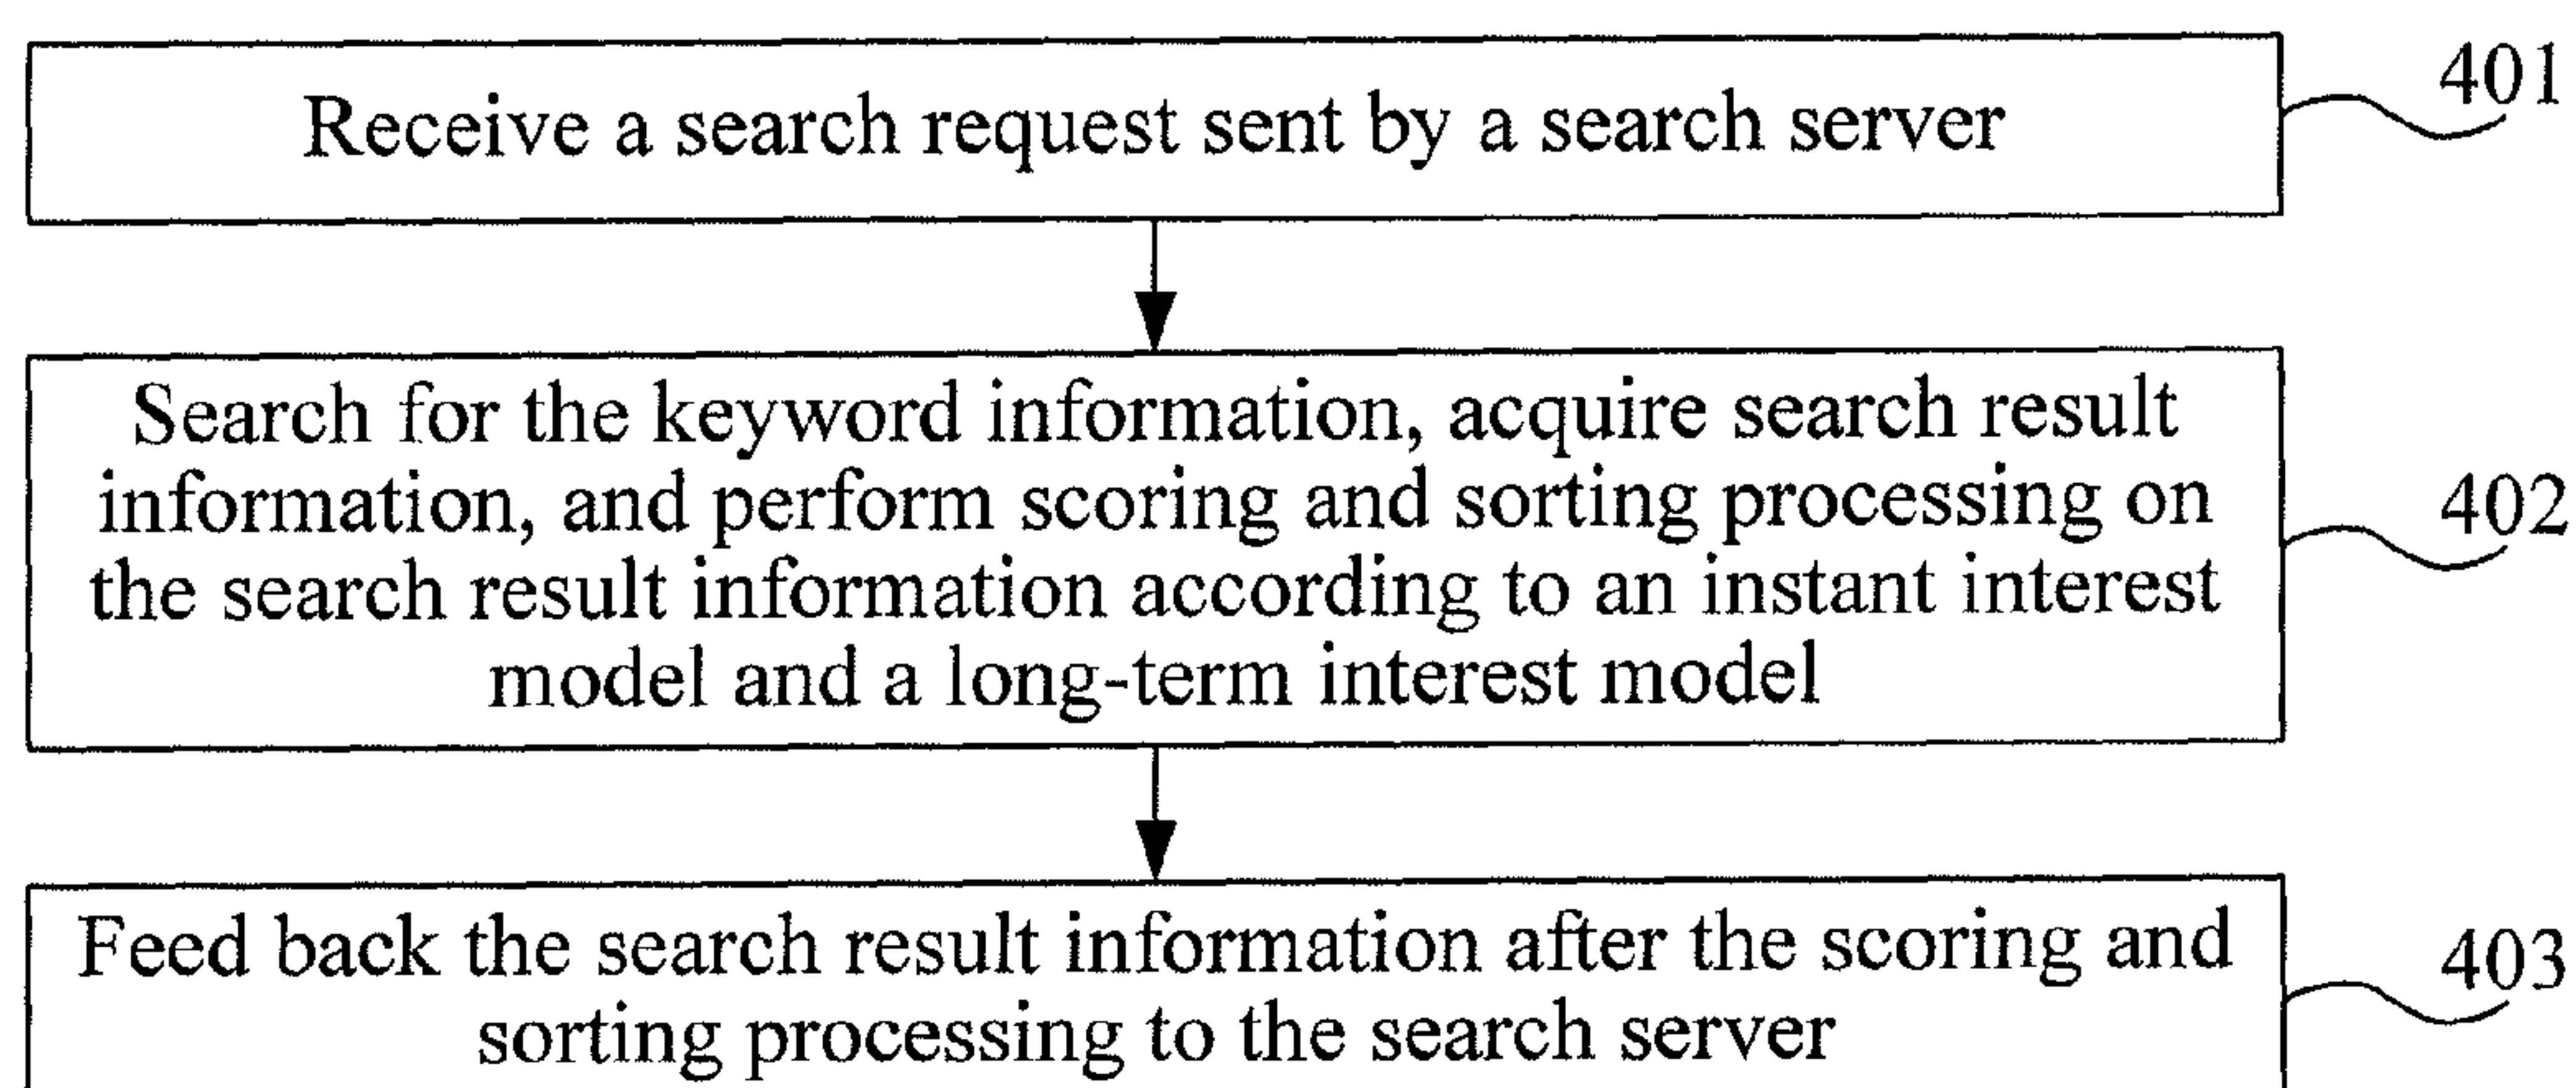 Receive a search request sent by a search server
401
Search for the keyword information, acquire search result
information, and perform scoring and sorting processing on
the search result information according to an instant interest
model and a long-term interest model
402
Feed back the search result information after the scoring and
sorting processing to the search server
403